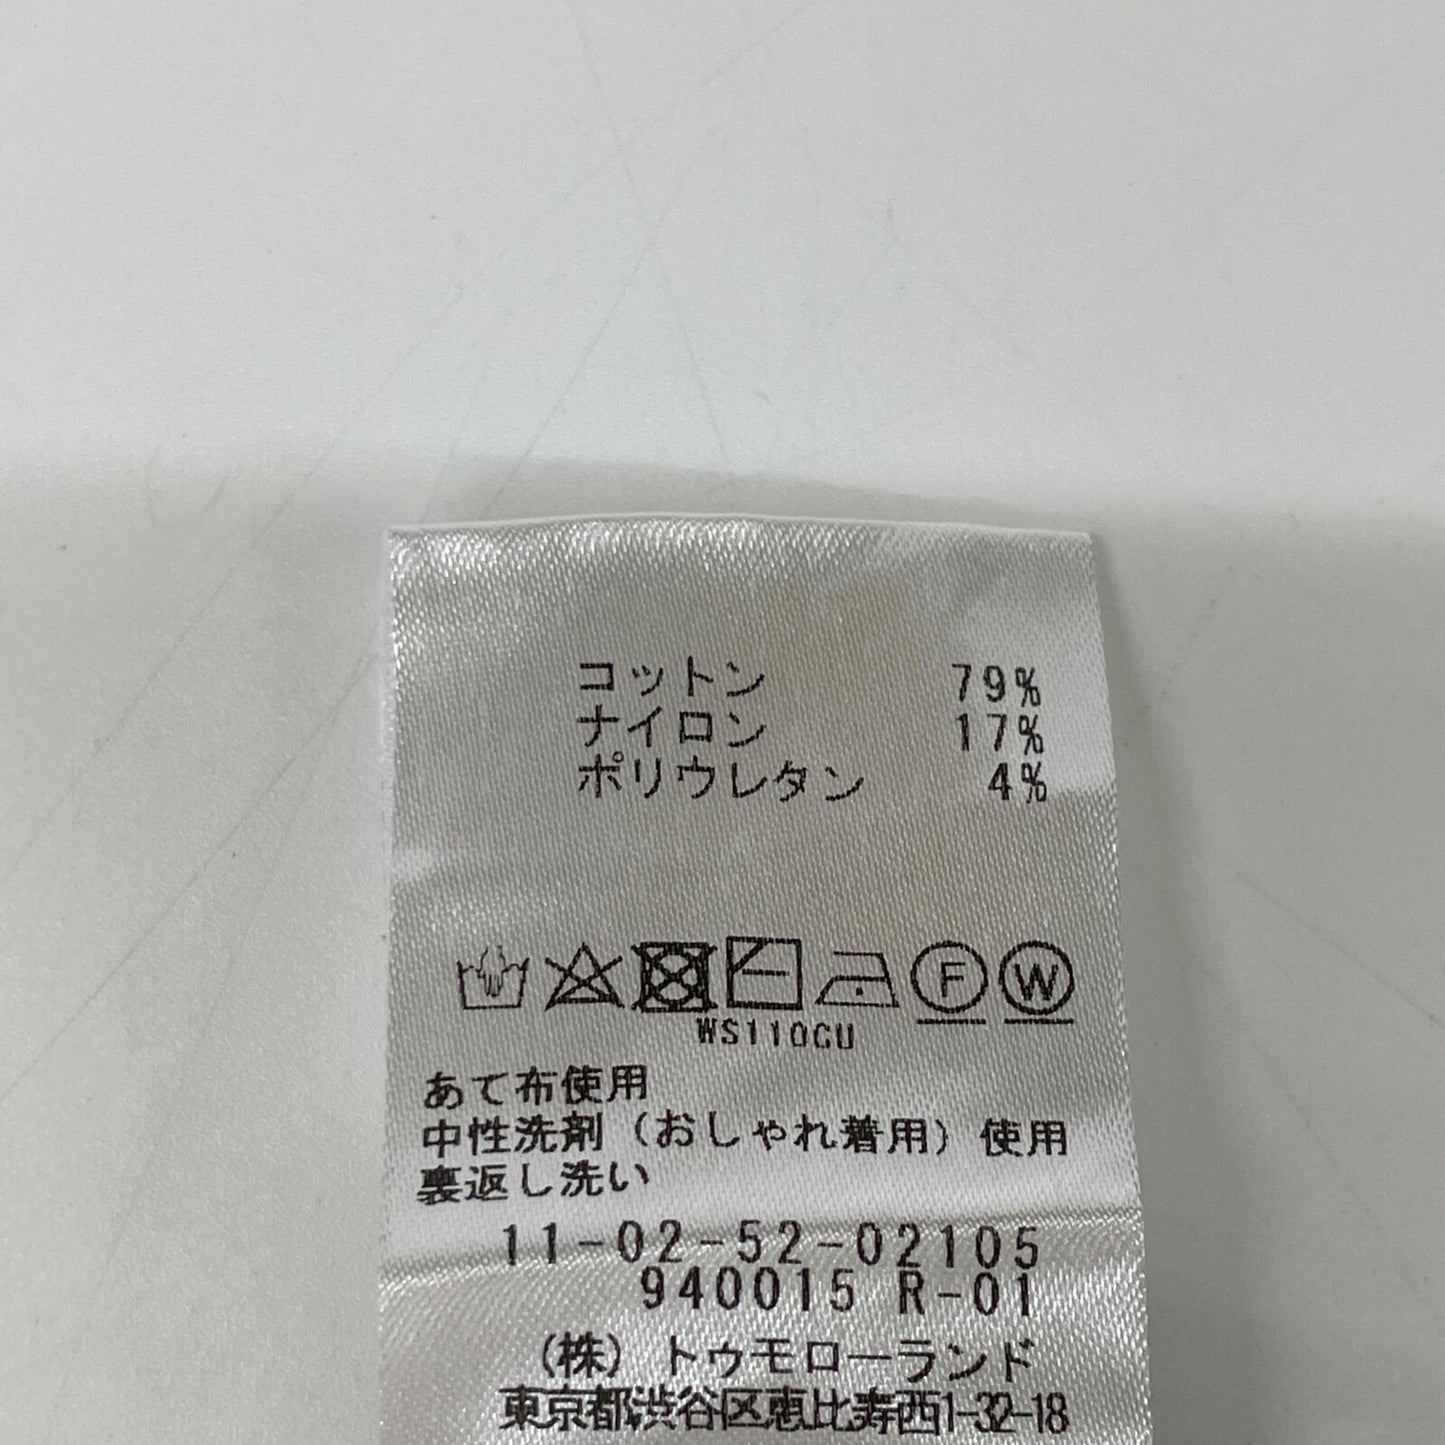 コットン 79%
ナイロン 17%
ポリウレタン 4%
F W
WS110CU
あて布使用
中性洗剤（おしゃれ着用）使用
裏返し洗い
11-02-52-02105
940015 R-01
（株）トゥモローランド
東京都渋谷区恵比寿西1-32-18